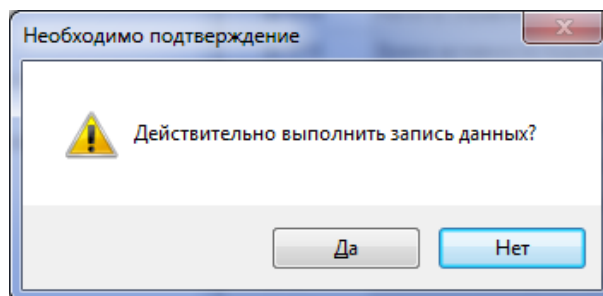 Необходимо подтверждение
Действительно выполнить запись данных?
Да
Нет